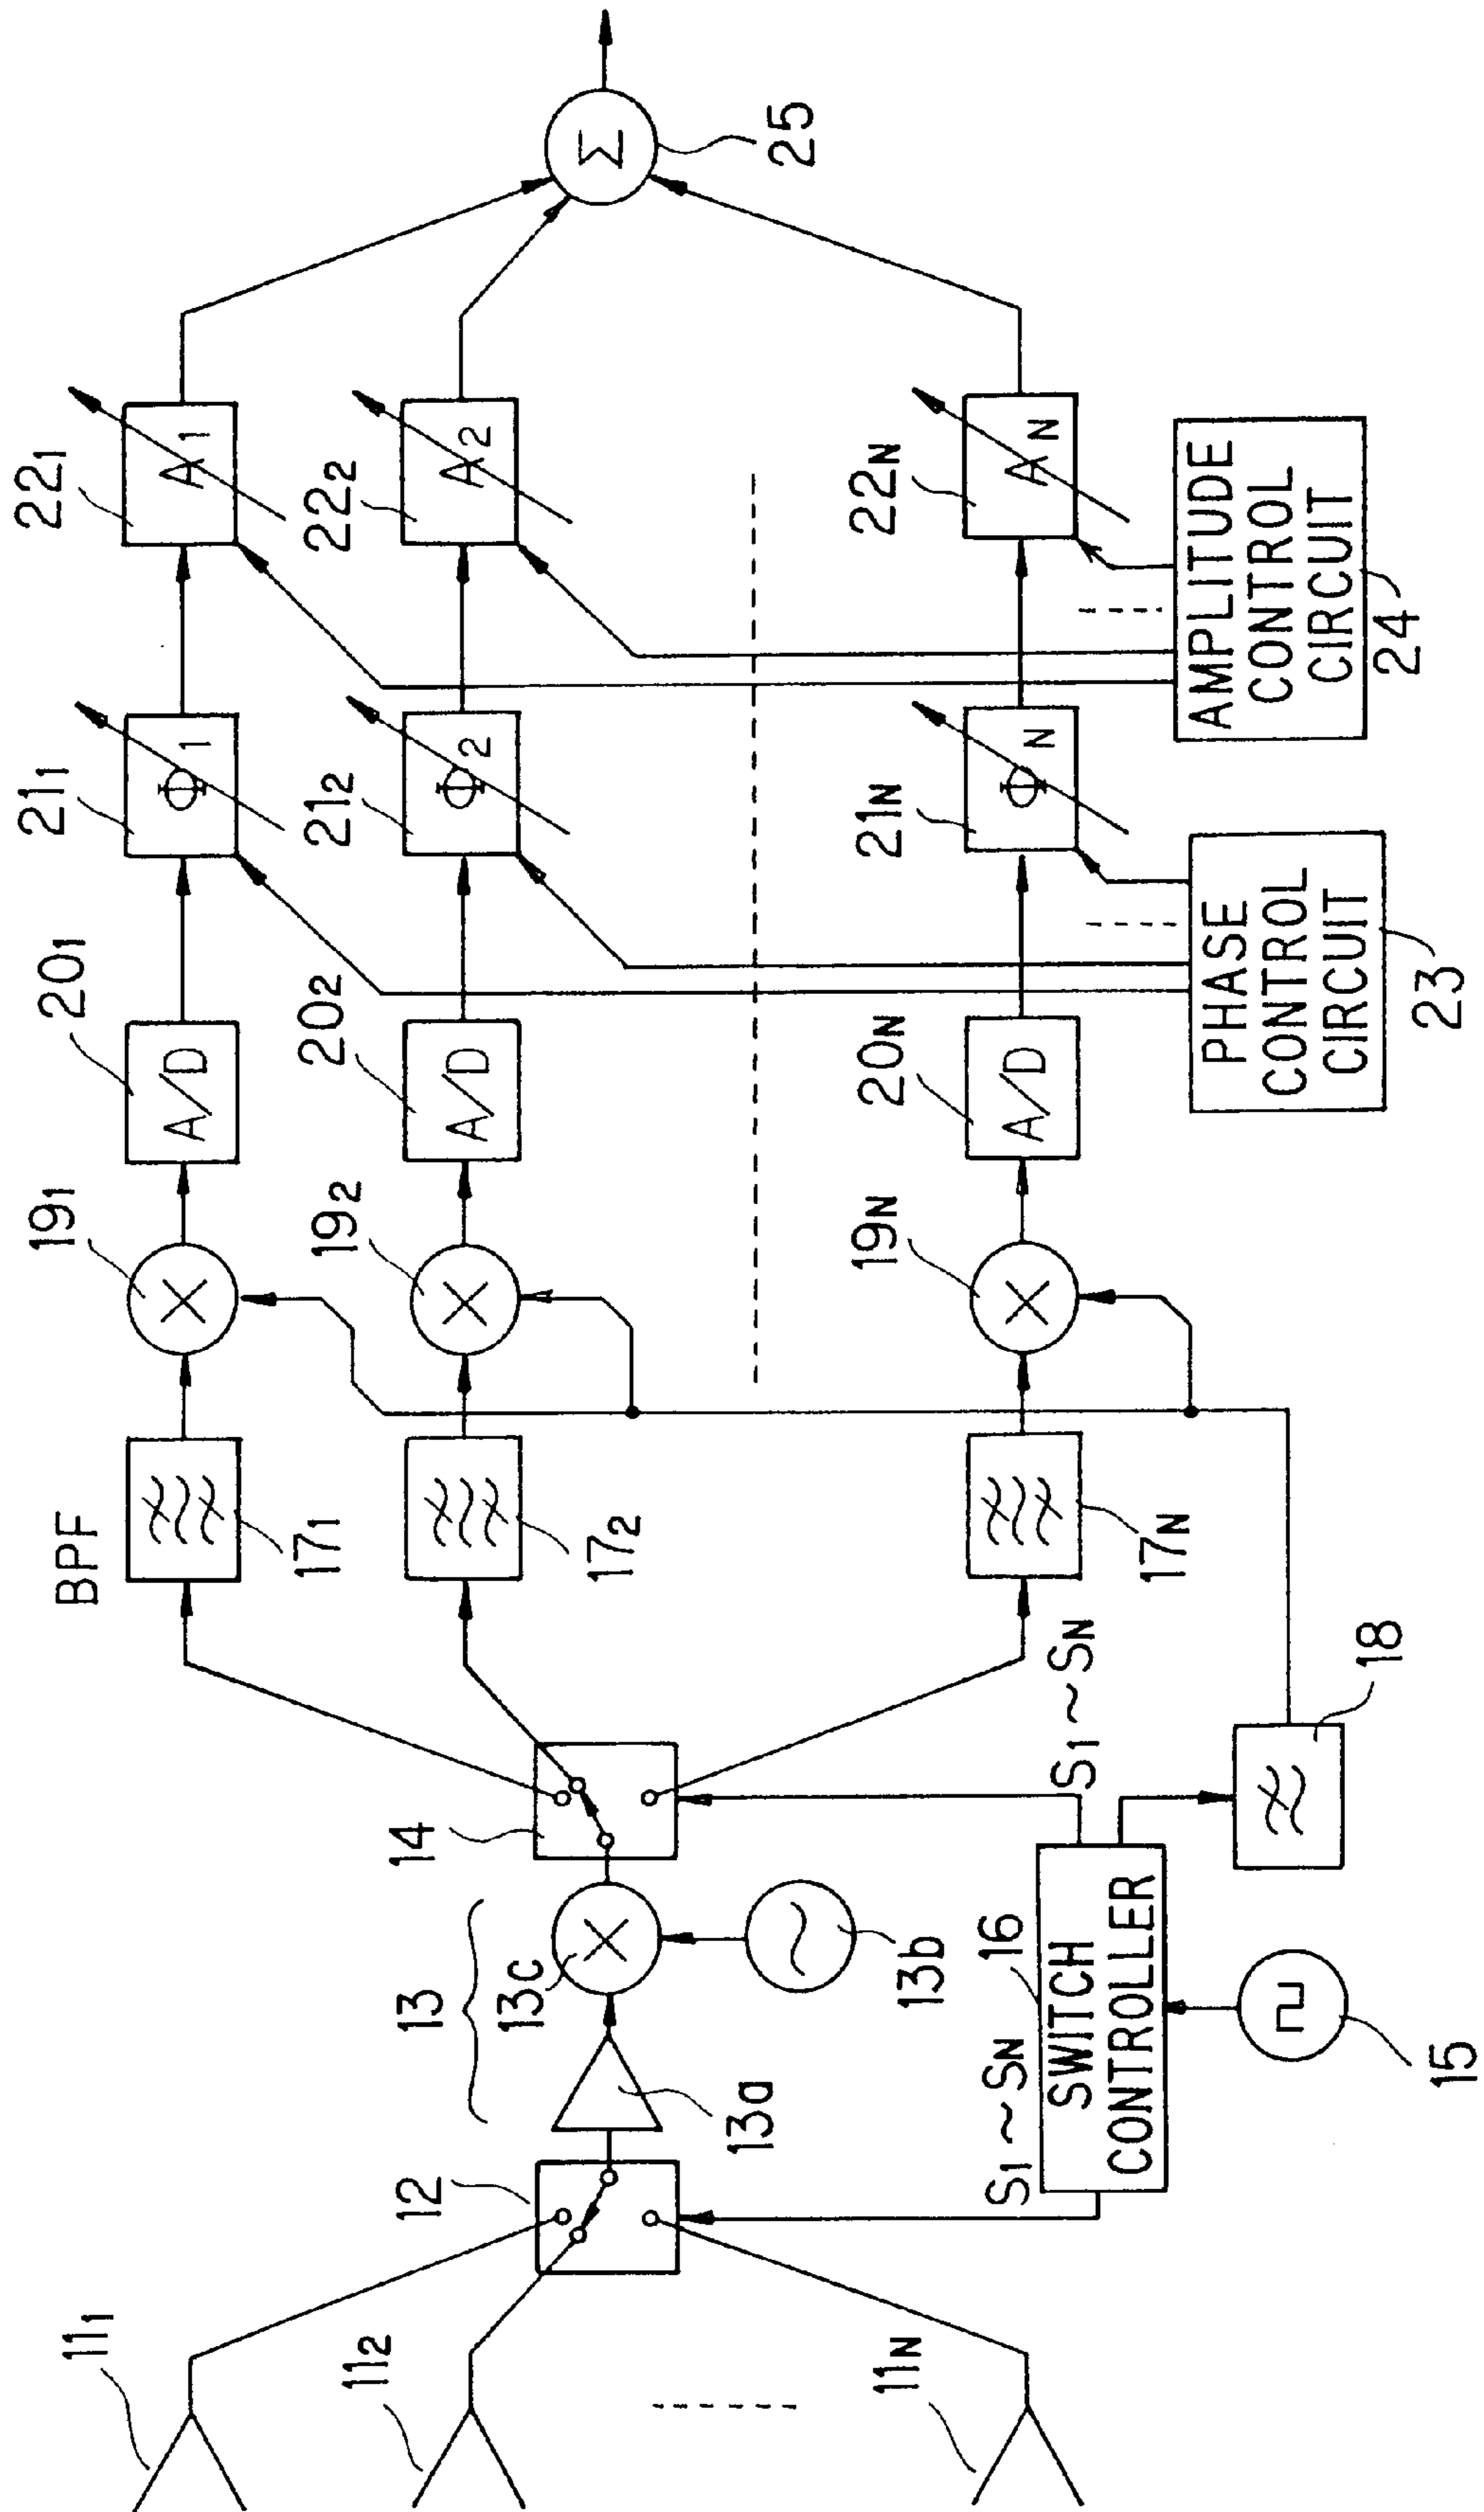 11₁
11₂
11N
12
13
13a
13b
13c
14
15
SWITCH
CONTROLLER
16
S1~SN
S1~SN
BPF
17₁
17₂
17N
18
19₁
19₂
19N
A/D
20₁
A/D
20₂
A/D
20N
Φ1
21₁
Φ2
21₂
ΦN
21N
A1
22₁
A2
22₂
AN
22N
PHASE
CONTROL
CIRCUIT
23
AMPLITUDE
CONTROL
CIRCUIT
24
Σ
25